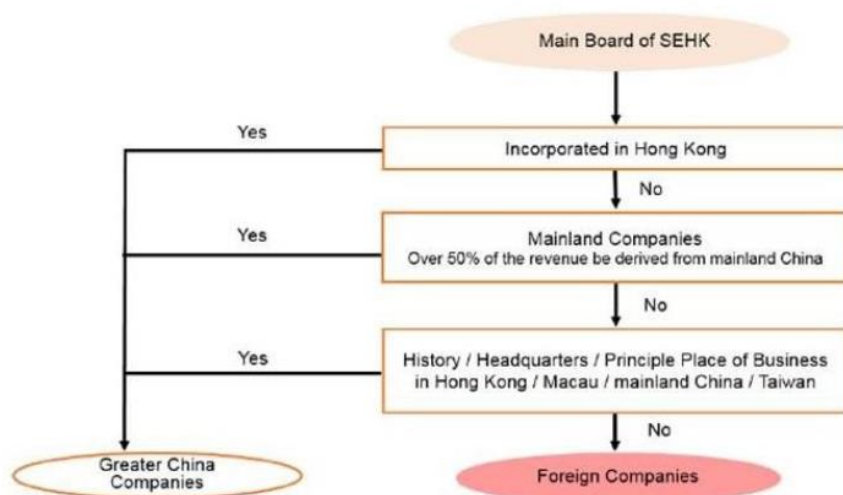 Main Board of SEHK
Yes
Incorporated in Hong Kong
No
Yes
Mainland Companies
Over 50% of the revenue be derived from mainland China
No
Yes
History / Headquarters / Principle Place of Business
in Hong Kong / Macau / mainland China / Taiwan
No
Greater China
Companies
Foreign Companies